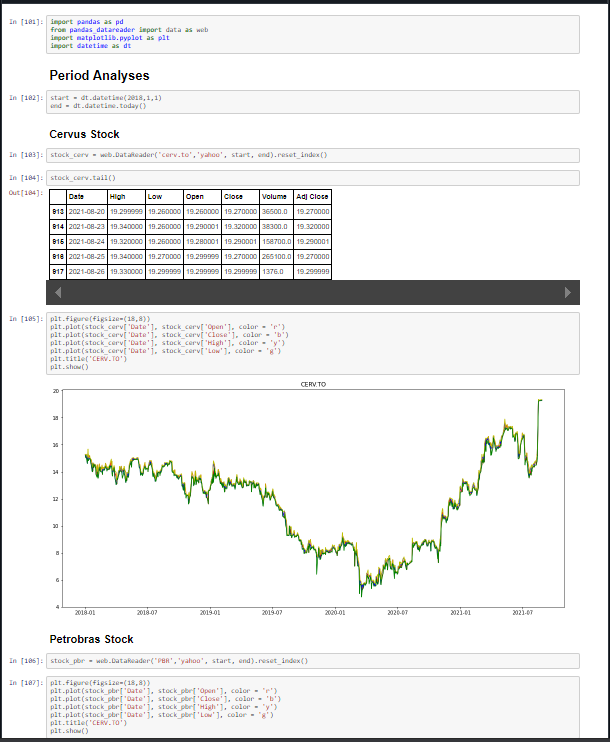 In [101]: import pandas as pd
from pandas_datareader import data as web
import matplotlib.pyplot as plt
import datetime as dt
Period Analyses
In [102]: start = dt.datetime(2018,1,1)
end = dt.datetime.today()
Cervus Stock
In [103]: stock_cerv = web.DataReader('cerv.to','yahoo', start, end).reset_index()
In [104]: stock_cerv.tail()
Out[104]:
Date High Low Open Close Volume Adj Close
913 2021-08-20 19.299999 19.260000 19.260000 19.270000 36500.0 19.270000
914 2021-08-23 19.340000 19.260000 19.290001 19.320000 38300.0 19.320000
915 2021-08-24 19.320000 19.260000 19.280001 19.290001 158700.0 19.290001
916 2021-08-25 19.340000 19.270000 19.299999 19.270000 265100.0 19.270000
917 2021-08-26 19.330000 19.299999 19.299999 19.299999 1376.0 19.299999
In [105]: plt.figure(figsize=(18,8))
plt.plot(stock_cerv['Date'], stock_cerv['Open'], color = 'r')
plt.plot(stock_cerv['Date'], stock_cerv['Close'], color = 'b')
plt.plot(stock_cerv['Date'], stock_cerv['High'], color = 'y')
plt.plot(stock_cerv['Date'], stock_cerv['Low'], color = 'g')
plt.title('CERV.TO')
plt.show()
CERV.TO
20
18
16
14
12
10
8
6
4
2018-01 2018-07 2019-01 2019-07 2020-01 2020-07 2021-01 2021-07
Petrobras Stock
In [106]: stock_pbr = web.DataReader('PBR','yahoo', start, end).reset_index()
In [107]: plt.figure(figsize=(18,8))
plt.plot(stock_pbr['Date'], stock_pbr['Open'], color = 'r')
plt.plot(stock_pbr['Date'], stock_pbr['Close'], color = 'b')
plt.plot(stock_pbr['Date'], stock_pbr['High'], color = 'y')
plt.plot(stock_pbr['Date'], stock_pbr['Low'], color = 'g')
plt.title('CERV.TO')
plt.show()